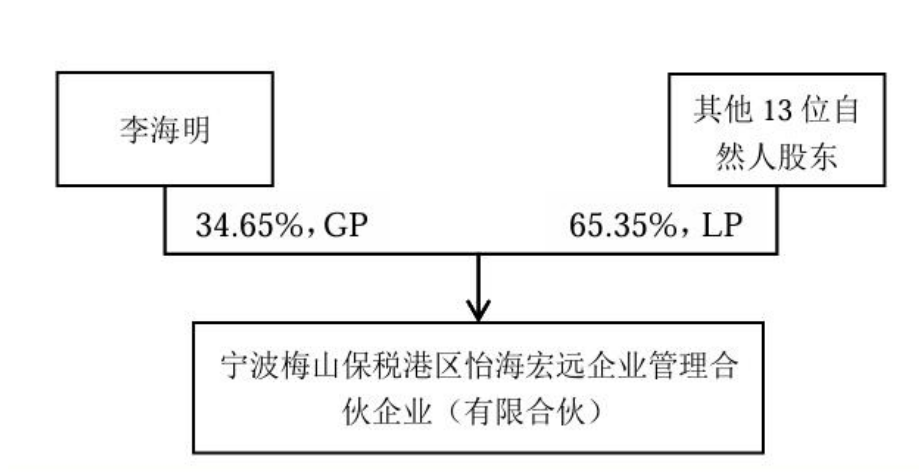 李海明
其他 13 位自
然人股东
34.65%，GP
65.35%，LP
宁波梅山保税港区怡海宏远企业管理合
伙企业（有限合伙）